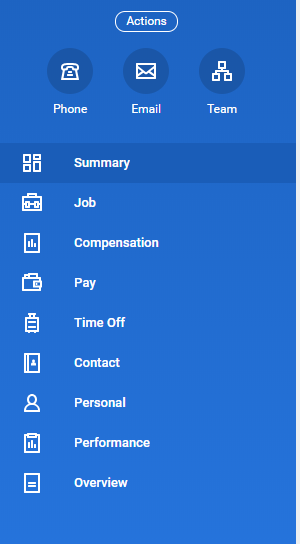 Actions
Phone Email Team
Summary
Job
Compensation
Pay
Time Off
Contact
Personal
Performance
Overview